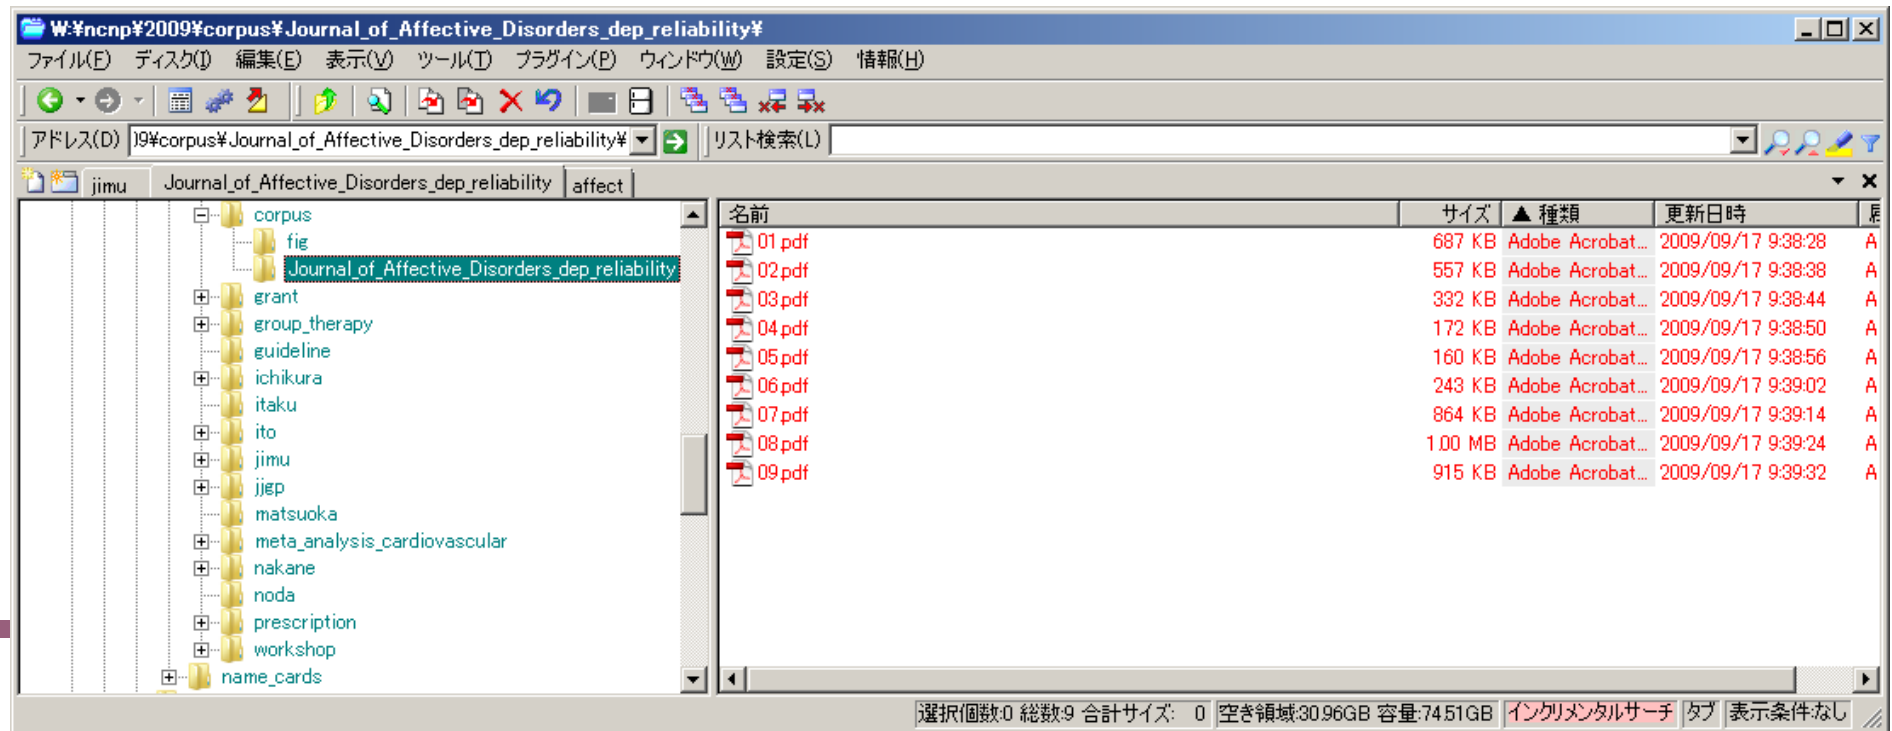 W:¥ncnp¥2009¥corpus¥Journal_of_Affective_Disorders_dep_reliability¥
ファイル(F) ディスク(I) 編集(E) 表示(V) ツール(T) プラグイン(P) ウィンドウ(W) 設定(S) 情報(H)
アドレス(D) )9¥corpus¥Journal_of_Affective_Disorders_dep_reliability¥ リスト検索(L)
jimu Journal_of_Affective_Disorders_dep_reliability affect
corpus
fig
Journal_of_Affective_Disorders_dep_reliability
grant
group_therapy
guideline
ichikura
itaku
ito
jimu
jjgp
matsuoka
meta_analysis_cardiovascular
nakane
noda
prescription
workshop
name_cards
名前 サイズ ▲ 種類 更新日時
01.pdf 687 KB Adobe Acrobat... 2009/09/17 9:38:28 A
02.pdf 557 KB Adobe Acrobat... 2009/09/17 9:38:38 A
03.pdf 332 KB Adobe Acrobat... 2009/09/17 9:38:44 A
04.pdf 172 KB Adobe Acrobat... 2009/09/17 9:38:50 A
05.pdf 160 KB Adobe Acrobat... 2009/09/17 9:38:56 A
06.pdf 243 KB Adobe Acrobat... 2009/09/17 9:39:02 A
07.pdf 864 KB Adobe Acrobat... 2009/09/17 9:39:14 A
08.pdf 1.00 MB Adobe Acrobat... 2009/09/17 9:39:24 A
09.pdf 915 KB Adobe Acrobat... 2009/09/17 9:39:32 A
選択個数:0 総数:9 合計サイズ: 0 空き領域:30.96GB 容量:74.51GB インクリメンタルサーチ タブ 表示条件:なし